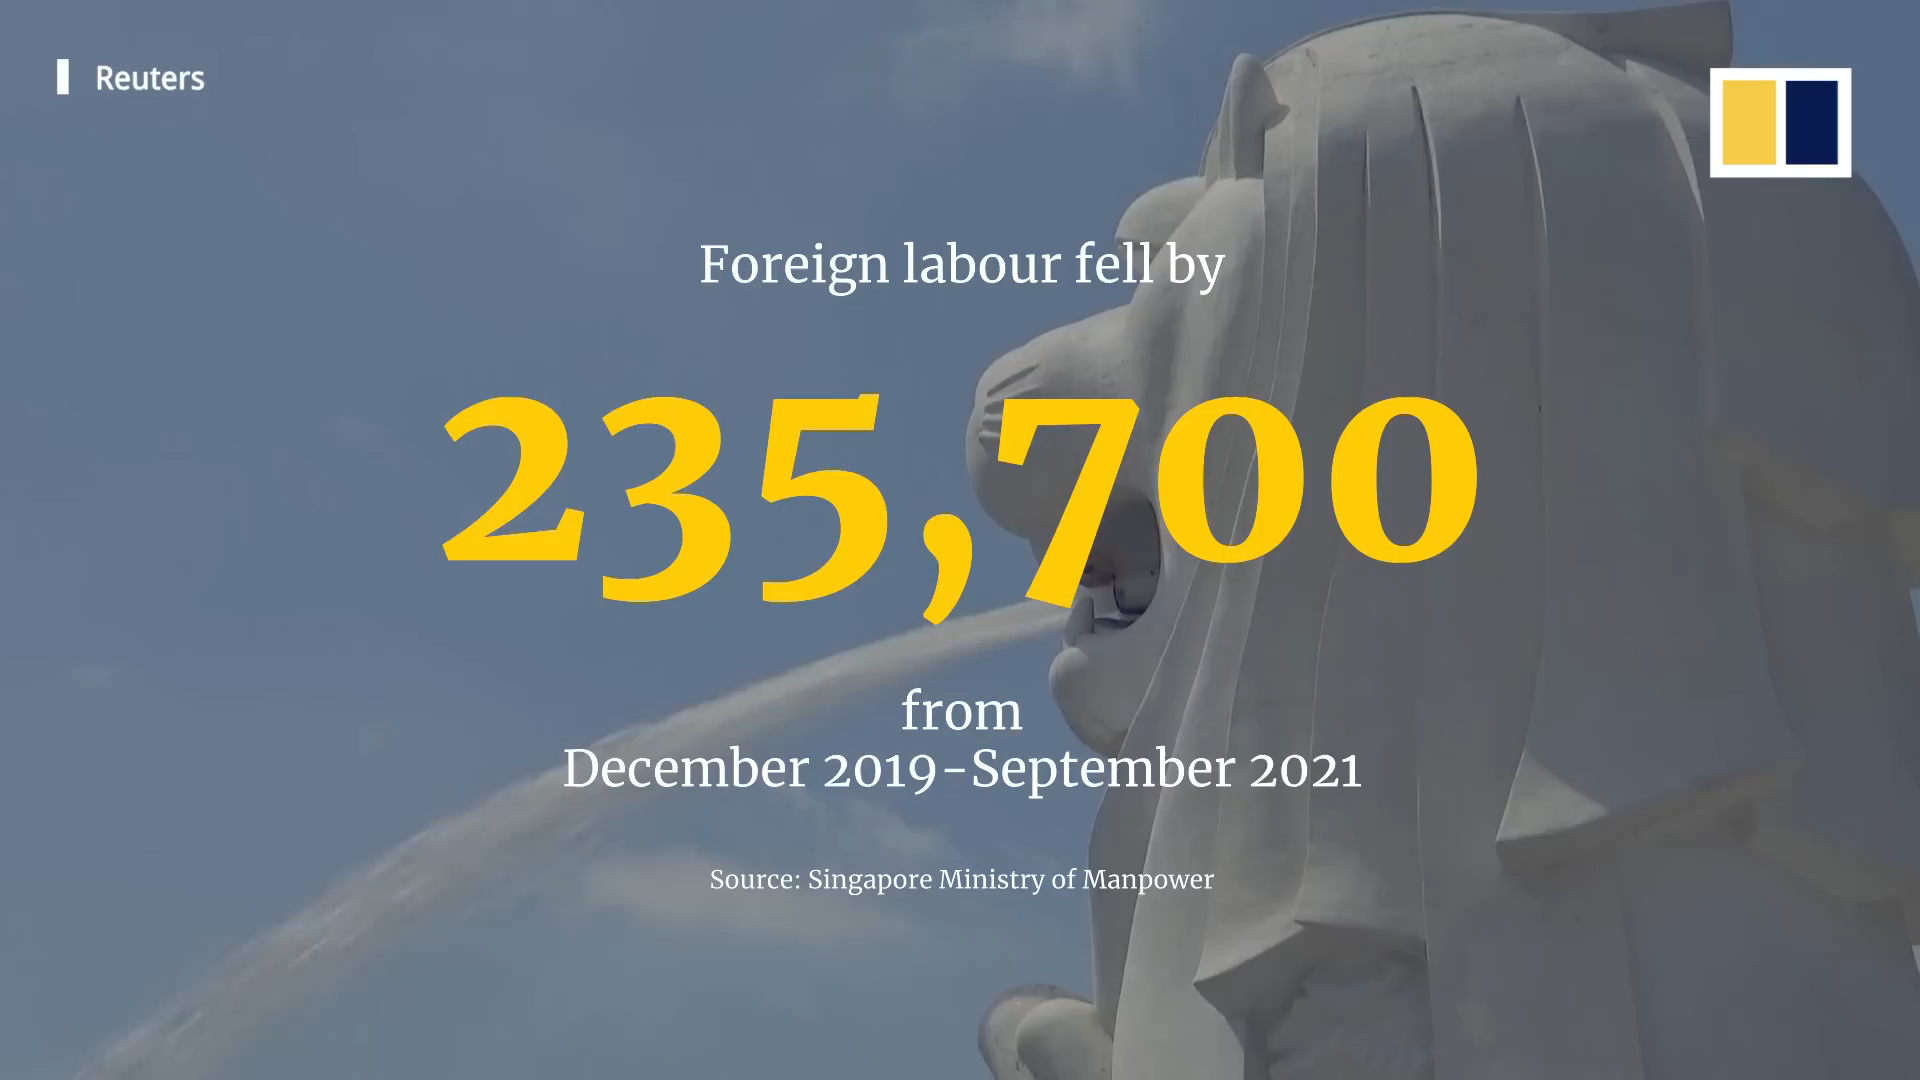 Reuters
Foreign labour fell by
235,700
from
December 2019-September 2021
Source: Singapore Ministry of Manpower